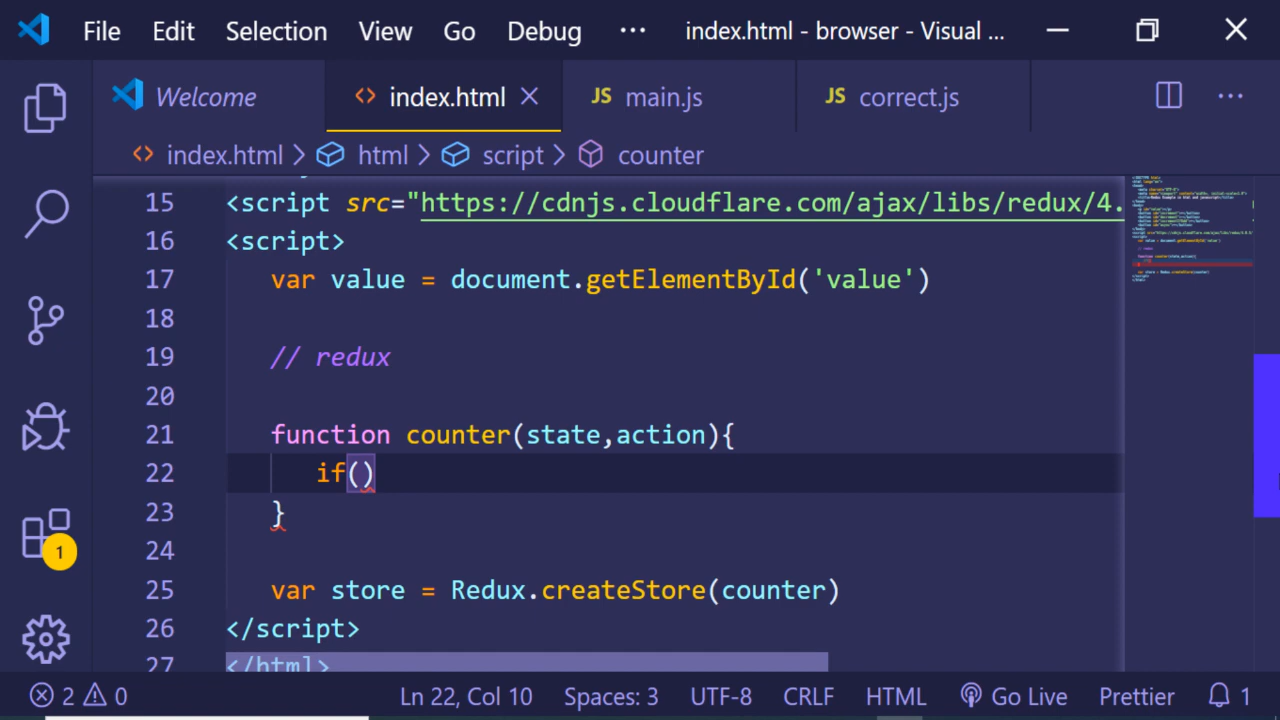 File Edit Selection View Go Debug ··· index.html - browser - Visual ...
Welcome index.html JS main.js JS correct.js ···
index.html > html > script > counter
15 <script src="https://cdnjs.cloudflare.com/ajax/libs/redux/4.
16 <script>
17 var value = document.getElementById('value')
18
19 // redux
20
21 function counter(state,action){
22 if()
23 }
24
25 var store = Redux.createStore(counter)
26 </script>
27 </html>
1
2 0 Ln 22, Col 10 Spaces: 3 UTF-8 CRLF HTML Go Live Prettier 1